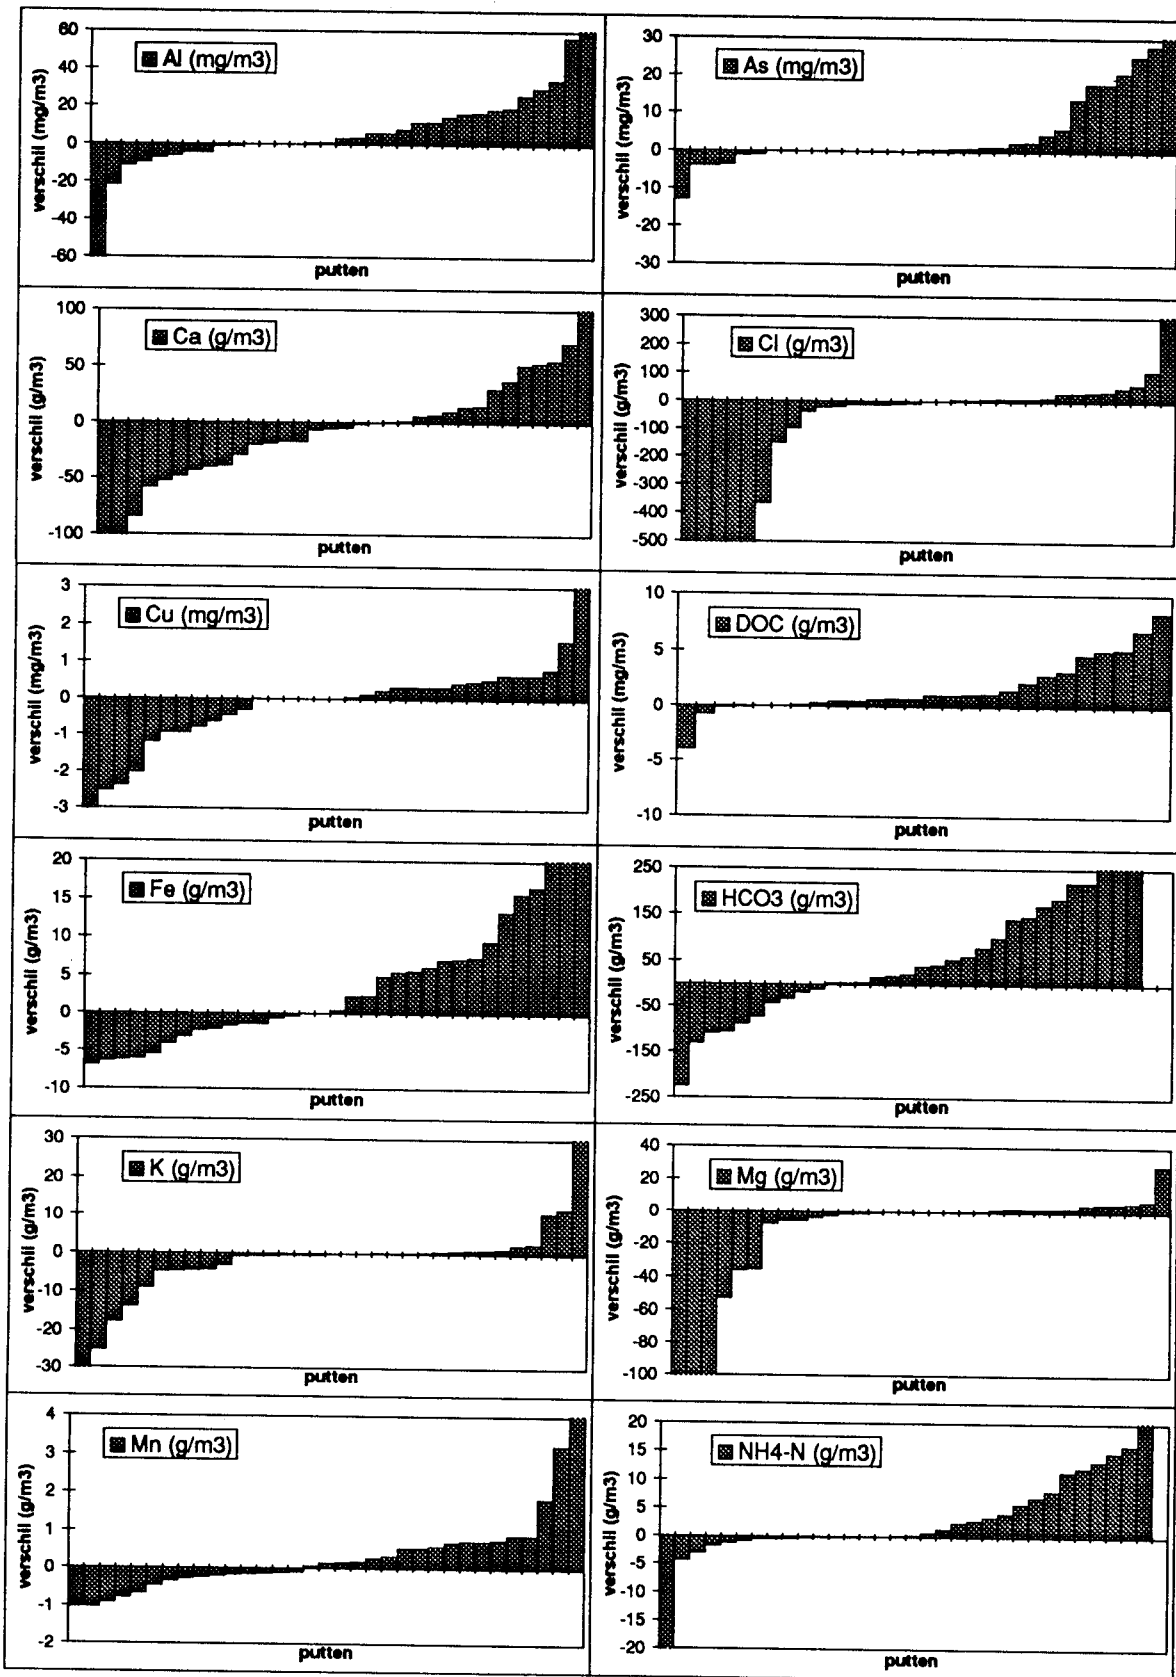 Al (mg/m3)
verschil (mg/m3)
60
40
20
0
-20
-40
-60
putten
As (mg/m3)
verschil (mg/m3)
30
20
10
0
-10
-20
-30
putten
Ca (g/m3)
verschil (g/m3)
100
50
0
-50
-100
putten
Cl (g/m3)
verschil (g/m3)
300
200
100
0
-100
-200
-300
-400
-500
putten
Cu (mg/m3)
verschil (mg/m3)
3
2
1
0
-1
-2
-3
putten
DOC (g/m3)
verschil (mg/m3)
10
5
0
-5
-10
putten
Fe (g/m3)
verschil (g/m3)
20
15
10
5
0
-5
-10
putten
HCO3 (g/m3)
verschil (g/m3)
250
150
50
-50
-150
-250
putten
K (g/m3)
verschil (g/m3)
30
20
10
0
-10
-20
-30
putten
Mg (g/m3)
verschil (g/m3)
40
20
0
-20
-40
-60
-80
-100
putten
Mn (g/m3)
verschil (g/m3)
4
3
2
1
0
-1
-2
putten
NH4-N (g/m3)
verschil (g/m3)
20
15
10
5
0
-5
-10
-15
-20
putten